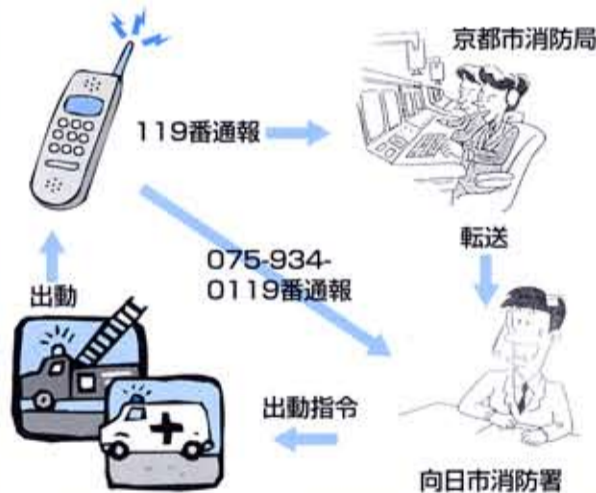 京都市消防局
119番通報
転送
075-934-
0119番通報
出動
出動指令
向日市消防署